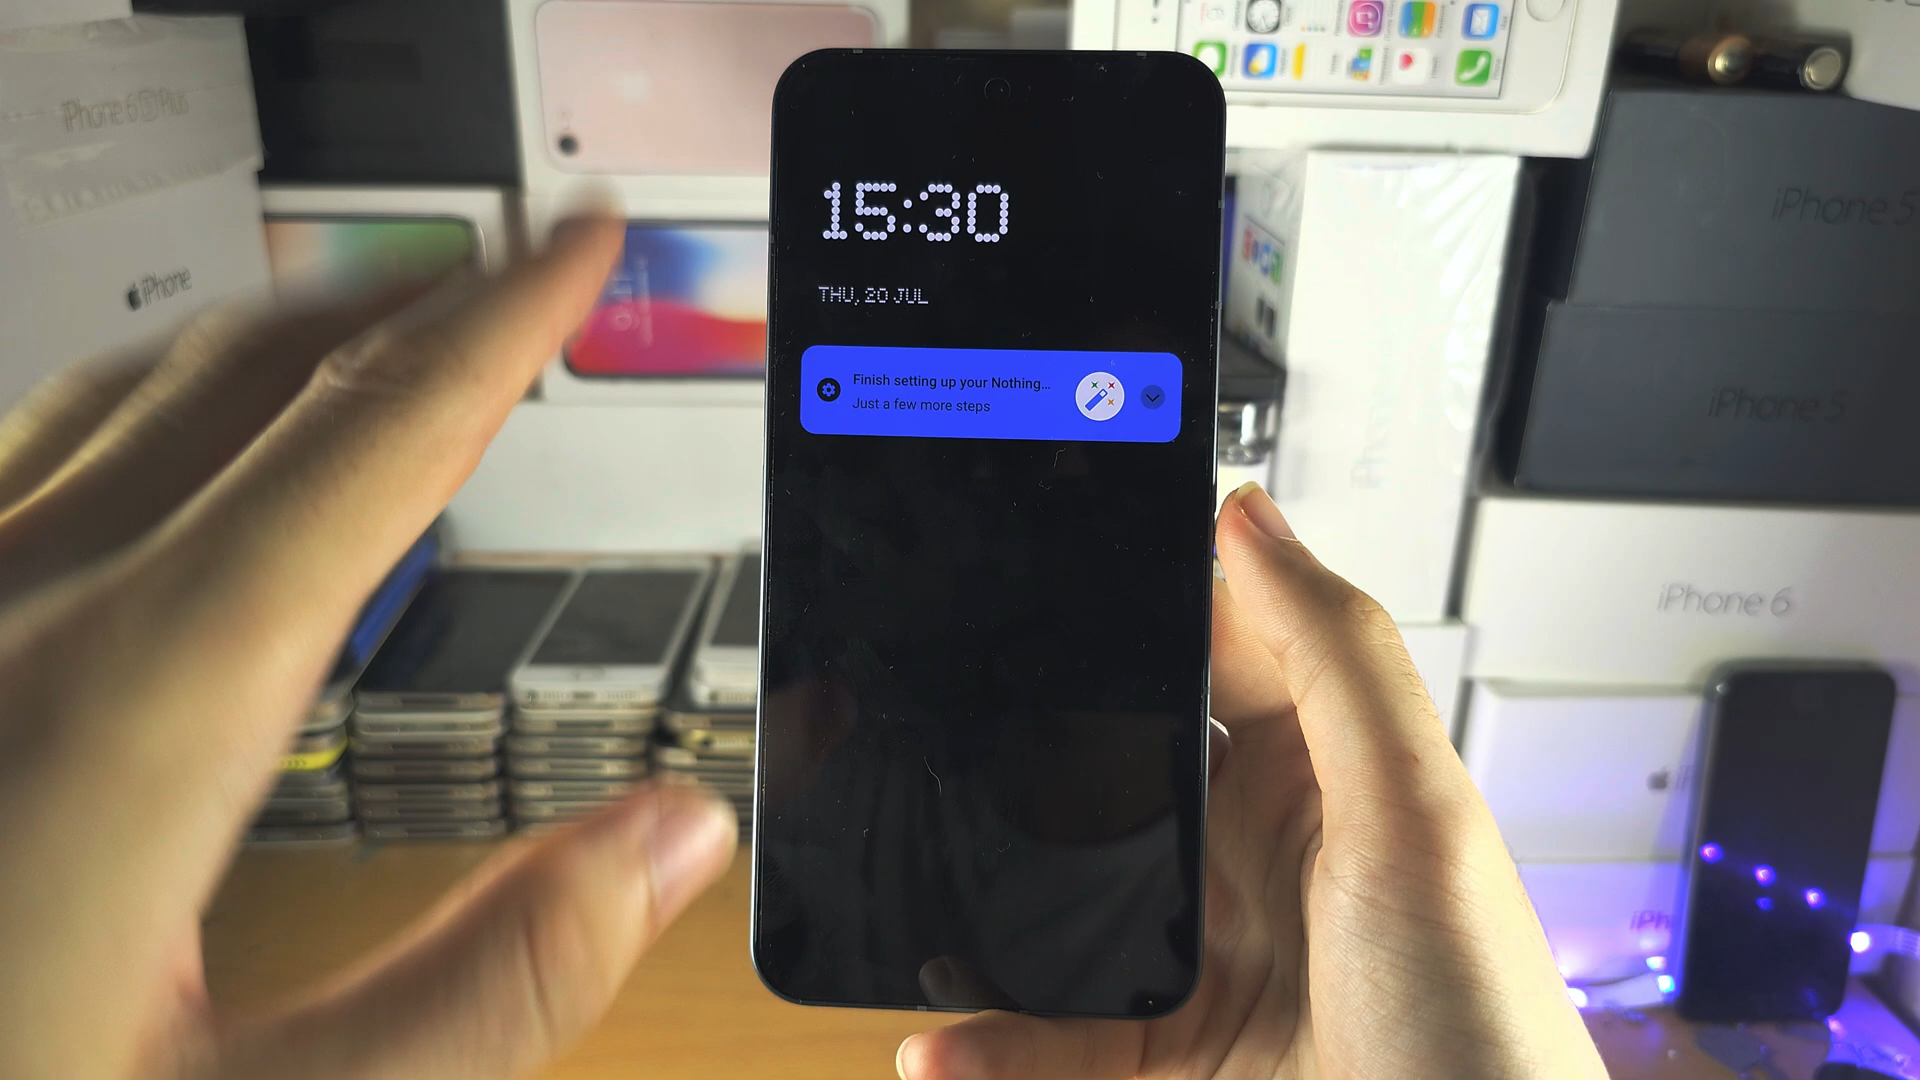 iPhone 6S Plus
iPhone
15:30
THU, 20 JUL
Finish setting up your Nothing...
Just a few more steps
iPhone 5
iPhone 5
iPhone 6